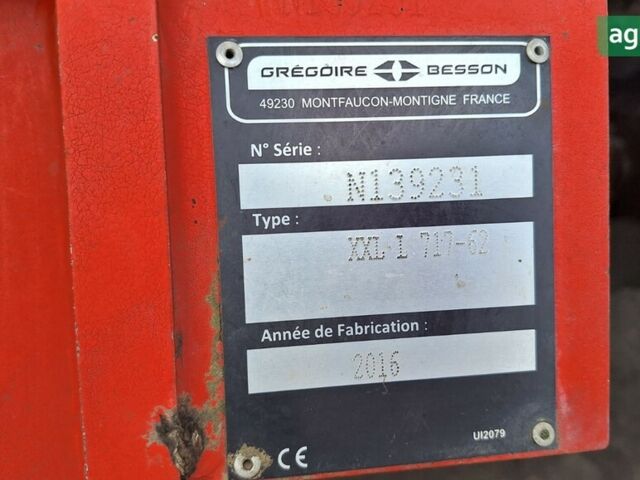 ag
GRÉGOIRE BESSON
49230 MONTFAUCON-MONTIGNE FRANCE
N° Série :
N139231
Type :
XXL L 717-62
Année de Fabrication :
2016
CE
UI2079